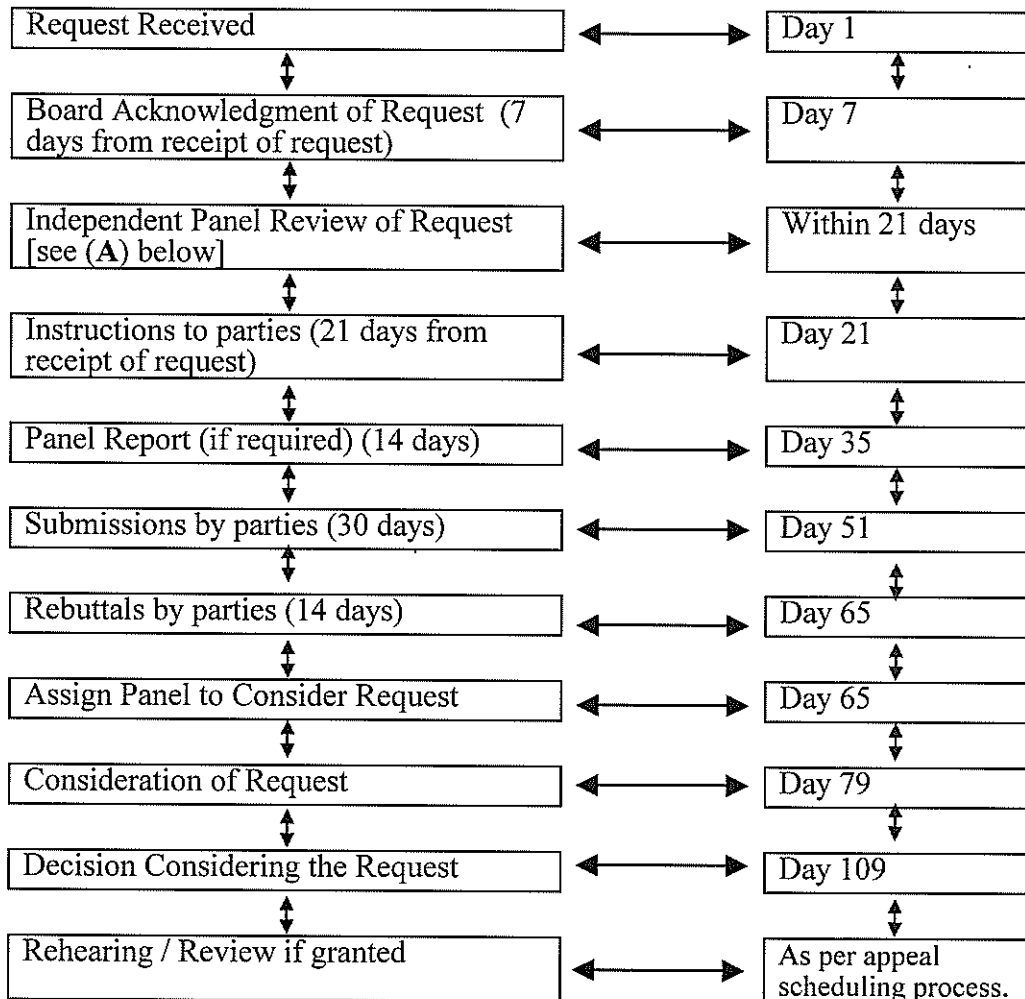 Request Received
Day 1
Board Acknowledgment of Request (7
days from receipt of request)
Day 7
Independent Panel Review of Request
[see (A) below]
Within 21 days
Instructions to parties (21 days from
receipt of request)
Day 21
Panel Report (if required) (14 days)
Day 35
Submissions by parties (30 days)
Day 51
Rebuttals by parties (14 days)
Day 65
Assign Panel to Consider Request
Day 65
Consideration of Request
Day 79
Decision Considering the Request
Day 109
Rehearing / Review if granted
As per appeal
scheduling process.